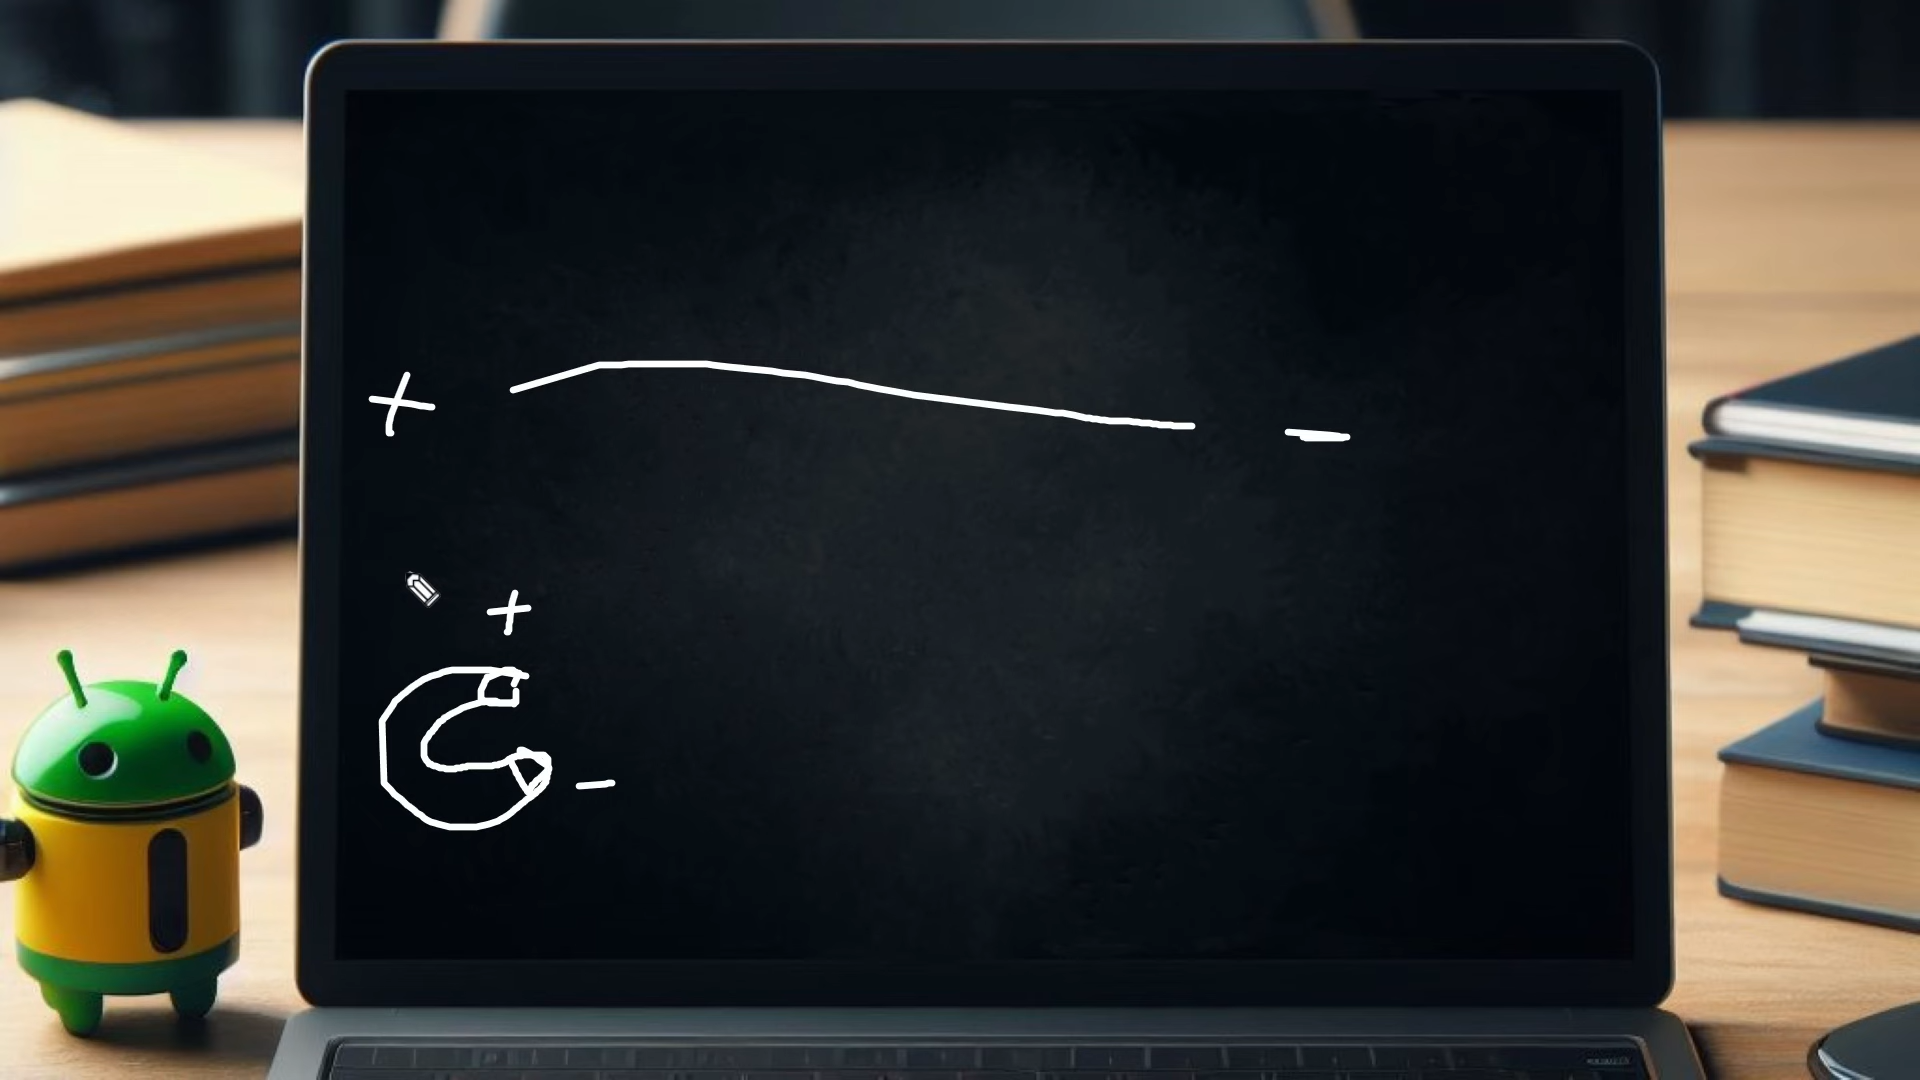 + -
+
-